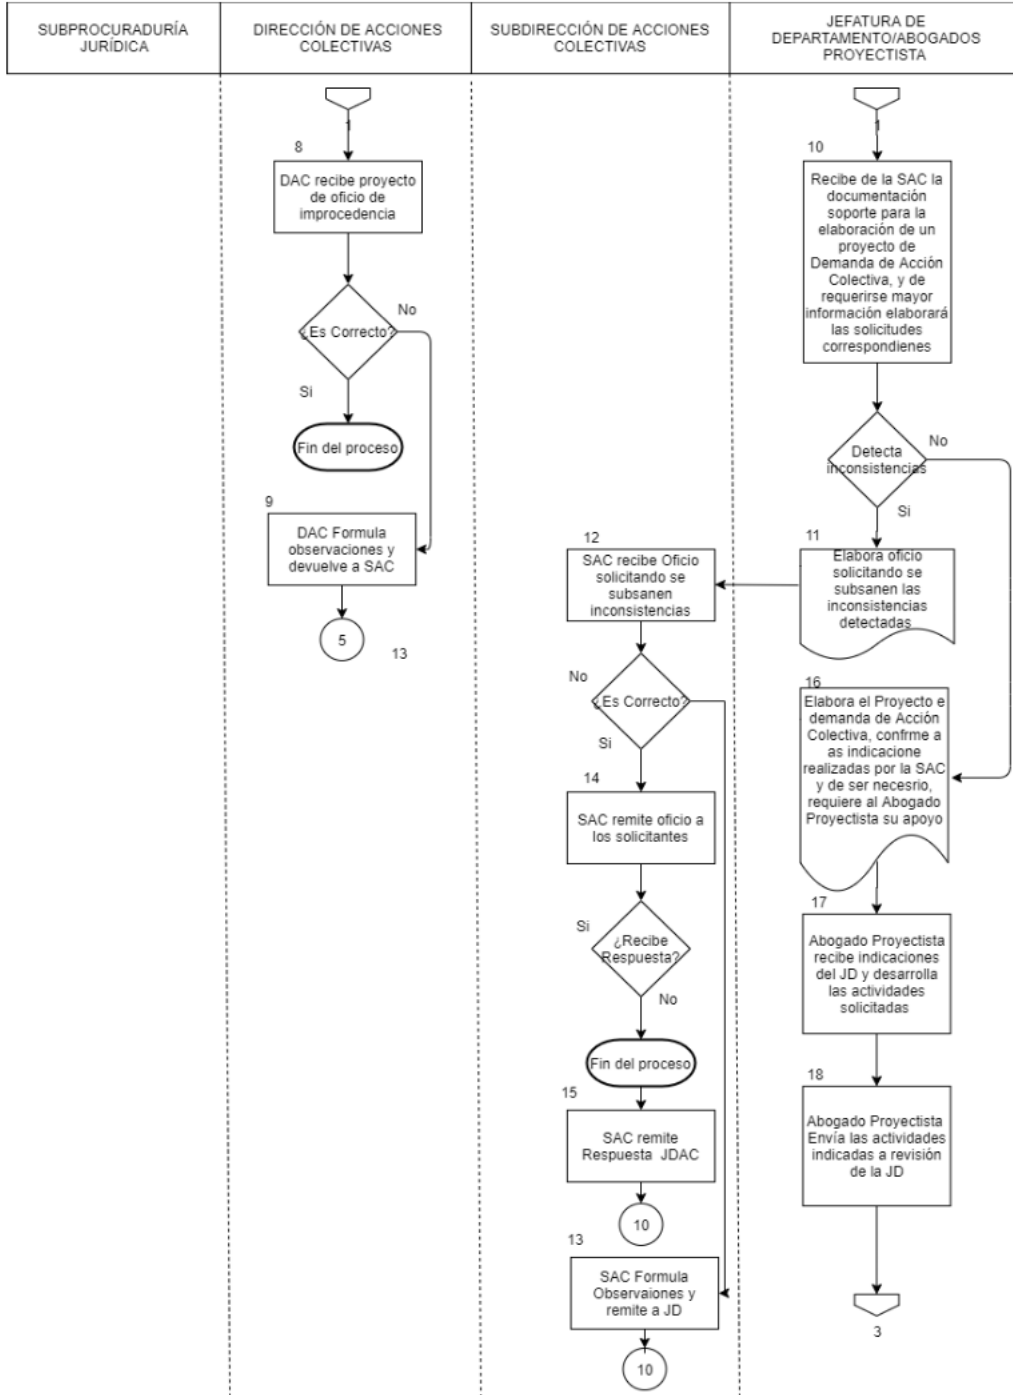 SUBPROCURADURÍA
JURÍDICA
DIRECCIÓN DE ACCIONES
COLECTIVAS
SUBDIRECCIÓN DE ACCIONES
COLECTIVAS
JEFATURA DE
DEPARTAMENTO/ABOGADOS
PROYECTISTA
1
8
DAC recibe proyecto
de oficio de
improcedencia
¿Es Correcto?
No
Si
Fin del proceso
9
DAC Formula
observaciones y
devuelve a SAC
5
13
12
SAC recibe Oficio
solicitando se
subsanen
inconsistencias
No
¿Es Correcto?
Si
14
SAC remite oficio a
los solicitantes
Si
¿Recibe
Respuesta?
No
Fin del proceso
15
SAC remite
Respuesta JDAC
10
13
SAC Formula
Observaiones y
remite a JD
10
1
10
Recibe de la SAC la
documentación
soporte para la
elaboración de un
proyecto de
Demanda de Acción
Colectiva, y de
requerirse mayor
información elaborará
las solicitudes
correspondienes
Detecta
inconsistencias
No
Si
11
Elabora oficio
solicitando se
subsanen las
inconsistencias
detectadas
16
Elabora el Proyecto e
demanda de Acción
Colectiva, confrme a
as indicacione
realizadas por la SAC
y de ser necesrio,
requiere al Abogado
Proyectista su apoyo
17
Abogado Proyectista
recibe indicaciones
del JD y desarrolla
las actividades
solicitadas
18
Abogado Proyectista
Envía las actividades
indicadas a revisión
de la JD
3